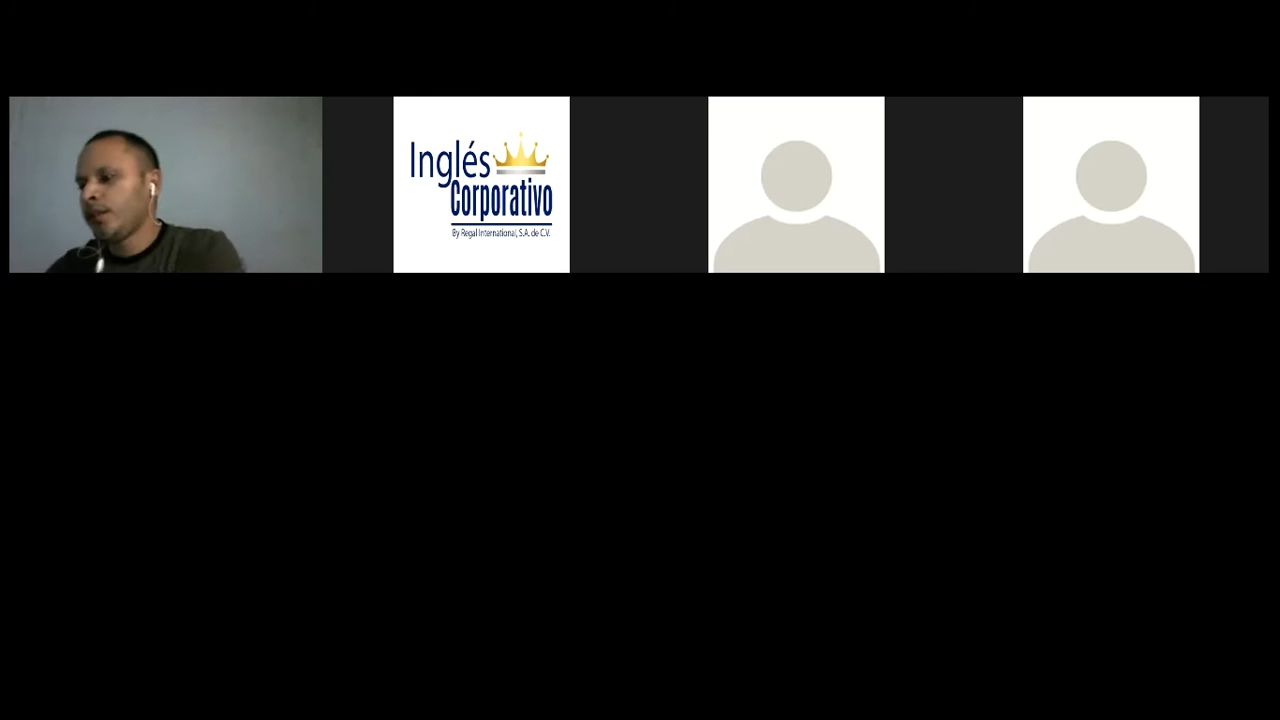 Inglés
Corporativo
By Regal International, S.A. de C.V.